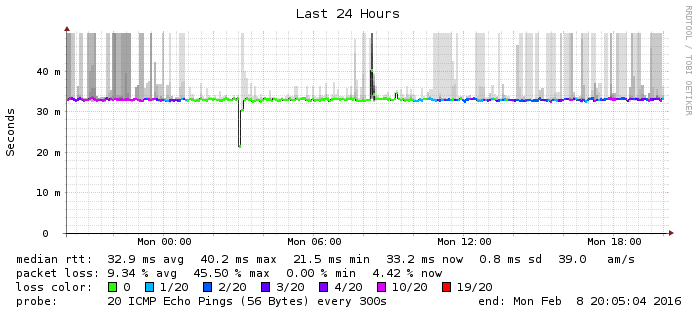 Last 24 Hours
RRDTOOL / TOBI OETIKER
Seconds
40 m
30 m
20 m
10 m
0
Mon 00:00 Mon 06:00 Mon 12:00 Mon 18:00
median rtt: 32.9 ms avg 40.2 ms max 21.5 ms min 33.2 ms now 0.8 ms sd 39.0 am/s
packet loss: 9.34 % avg 45.50 % max 0.00 % min 4.42 % now
loss color: 0 1/20 2/20 3/20 4/20 10/20 19/20
probe: 20 ICMP Echo Pings (56 Bytes) every 300s end: Mon Feb 8 20:05:04 2016